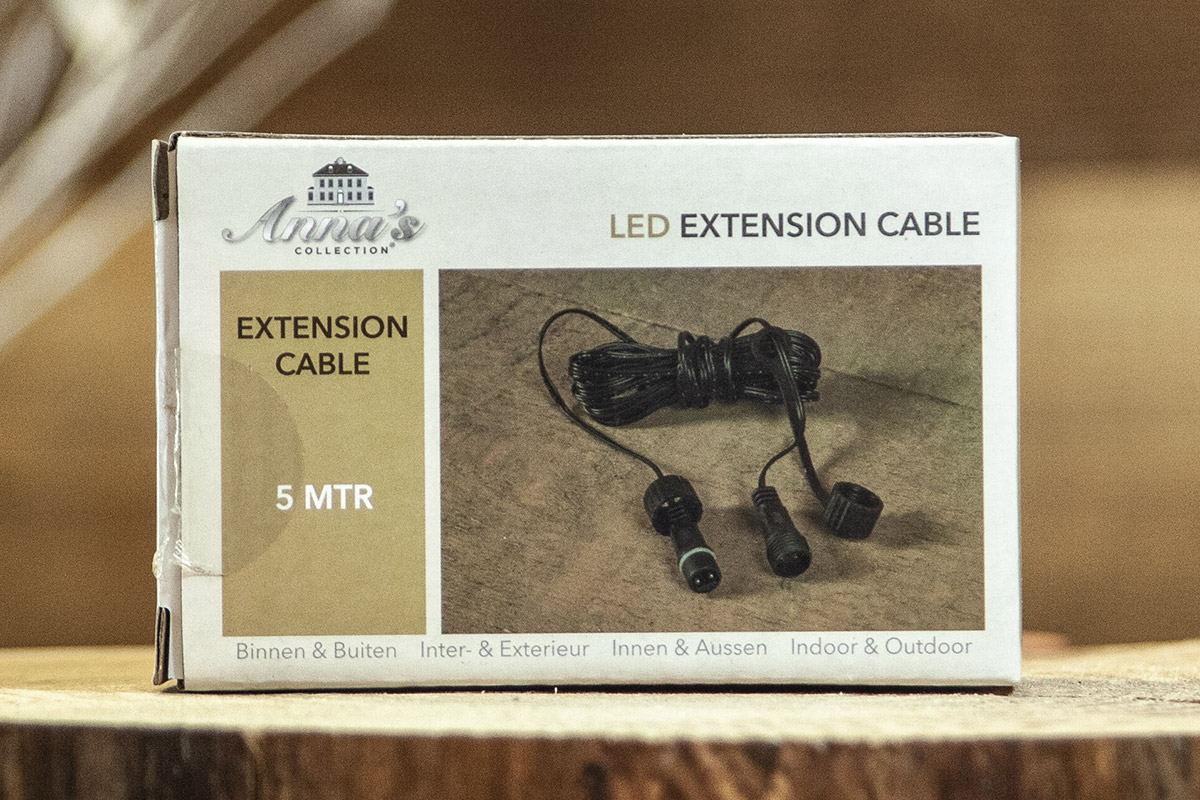 Anna's
COLLECTION®
LED EXTENSION CABLE
EXTENSION
CABLE
5 MTR
Binnen & Buiten Inter- & Exterieur Innen & Aussen Indoor & Outdoor